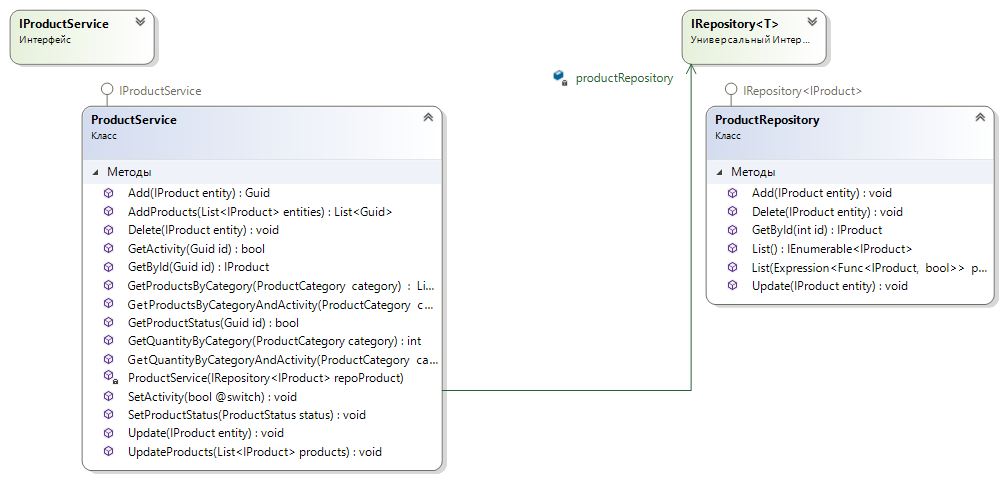 IProductService
Интерфейс
IRepository<T>
Универсальный Интер...
productRepository
IProductService
ProductService
Класс
Методы
Add(IProduct entity) : Guid
AddProducts(List<IProduct> entities) : List<Guid>
Delete(IProduct entity) : void
GetActivity(Guid id) : bool
GetById(Guid id) : IProduct
GetProductsByCategory(ProductCategory category) : Li...
GetProductsByCategoryAndActivity(ProductCategory c...
GetProductStatus(Guid id) : bool
GetQuantityByCategory(ProductCategory category) : int
GetQuantityByCategoryAndActivity(ProductCategory ca...
ProductService(IRepository<IProduct> repoProduct)
SetActivity(bool @switch) : void
SetProductStatus(ProductStatus status) : void
Update(IProduct entity) : void
UpdateProducts(List<IProduct> products) : void
IRepository<IProduct>
ProductRepository
Класс
Методы
Add(IProduct entity) : void
Delete(IProduct entity) : void
GetById(int id) : IProduct
List() : IEnumerable<IProduct>
List(Expression<Func<IProduct, bool>> p...
Update(IProduct entity) : void